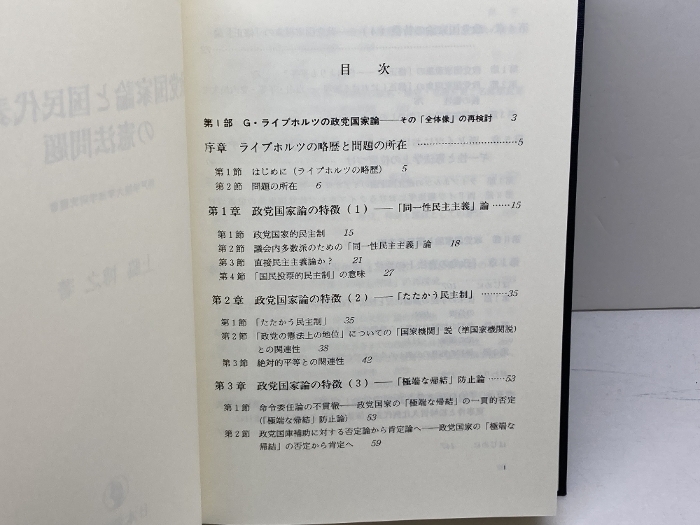 目 次
第Ⅰ部 G・ライプホルツの政党国家論——その「全体像」の再検討 3
序章 ライプホルツの略歴と問題の所在……5
第1節 はじめに（ライプホルツの略歴） 5
第2節 問題の所在 6
第1章 政党国家論の特徴（1）——「同一性民主主義」論……15
第1節 政党国家的民主制 15
第2節 議会内多数派のための「同一性民主主義」論 18
第3節 直接民主主義論か？ 21
第4節 「国民投票的民主制」の意味 27
第2章 政党国家論の特徴（2）——「たたかう民主制」………35
第1節 「たたかう民主制」 35
第2節 「政党の憲法上の地位」についての「国家機関」説（準国家機関説）
との関連性 38
第3節 絶対的平等との関連性 42
第3章 政党国家論の特徴（3）——「極端な帰結」防止論……53
第1節 命令委任論の不貫徹——政党国家の「極端な帰結」の一貫的否定
（「極端な帰結」防止論） 53
第2節 政党国庫補助に対する否定論から肯定論へ——政党国家の「極端な
帰結」の否定から肯定へ 59
政党国家論と国民代表
の憲法問題